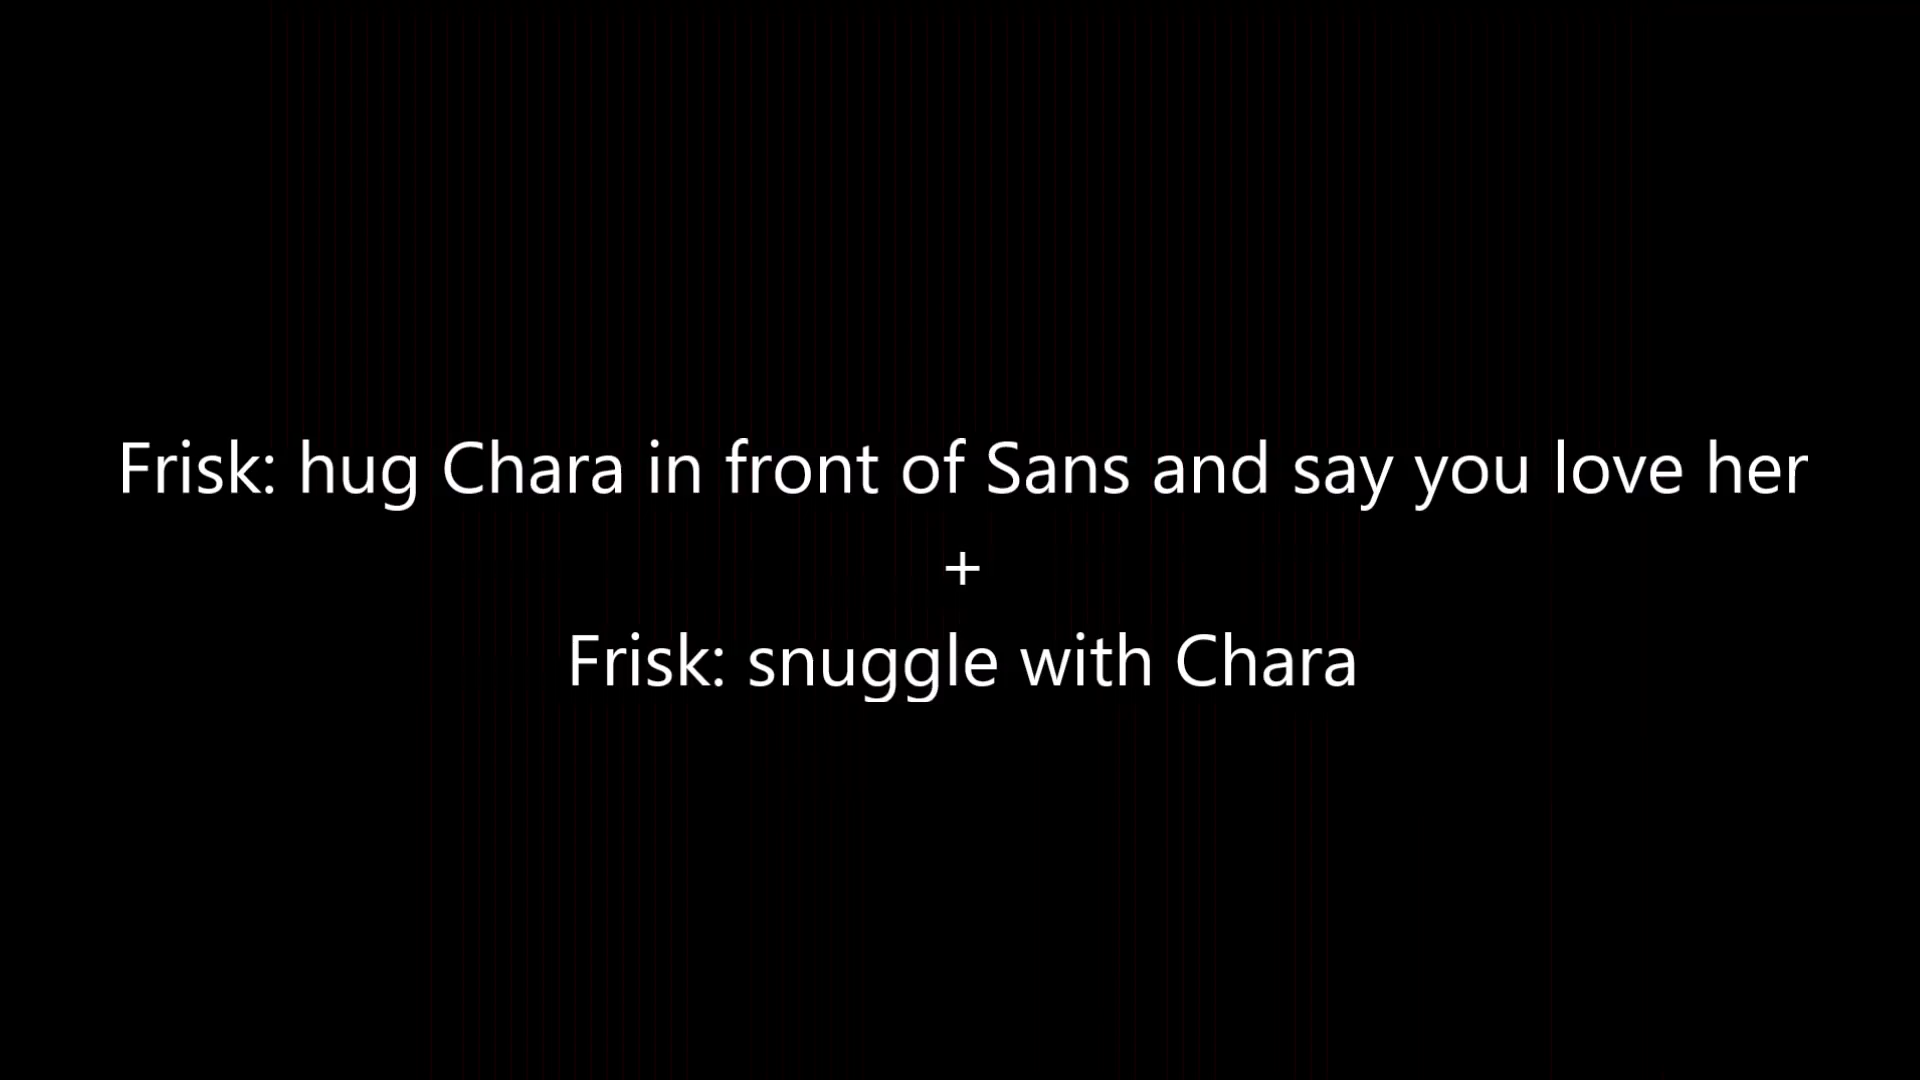 Frisk: hug Chara in front of Sans and say you love her
+
Frisk: snuggle with Chara